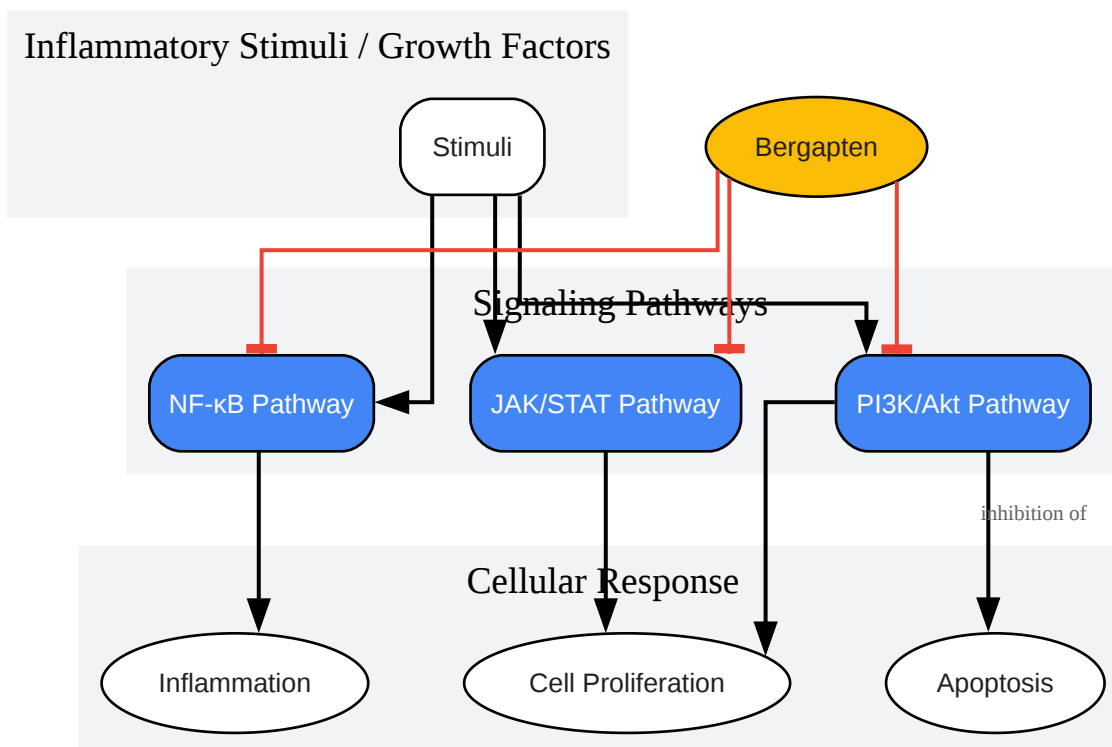 Inflammatory Stimuli / Growth Factors
Stimuli
Bergapten
Signaling Pathways
NF-κB Pathway
JAK/STAT Pathway
PI3K/Akt Pathway
inhibition of
Cellular Response
Inflammation
Cell Proliferation
Apoptosis